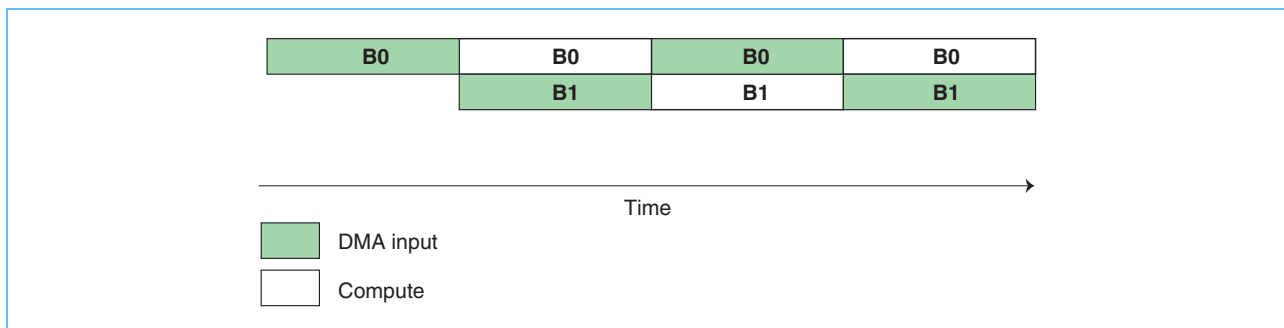 B0 B0 B0 B0
B1 B1 B1
Time
DMA input
Compute